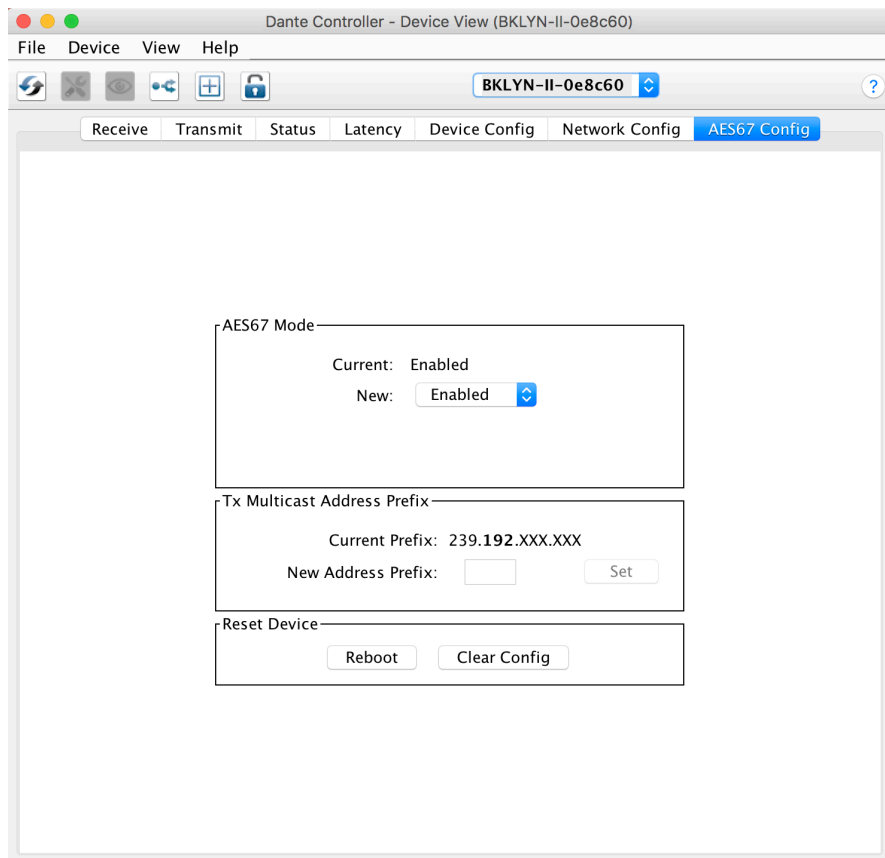 Dante Controller - Device View (BKLYN-II-0e8c60)
File Device View Help
BKLYN-II-0e8c60 ?
Receive Transmit Status Latency Device Config Network Config AES67 Config
AES67 Mode
Current: Enabled
New: Enabled
Tx Multicast Address Prefix
Current Prefix: 239.192.XXX.XXX
New Address Prefix: Set
Reset Device
Reboot Clear Config